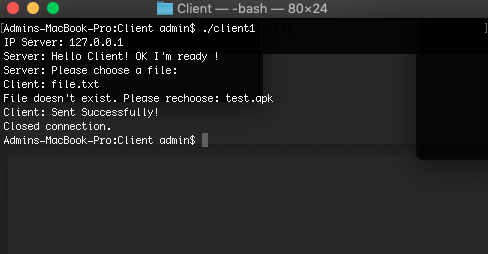 Client — -bash — 80×24
[Admins-MacBook-Pro:Client admin$ ./client1 ]
IP Server: 127.0.0.1
Server: Hello Client! OK I'm ready !
Server: Please choose a file:
Client: file.txt
File doesn't exist. Please rechoose: test.apk
Client: Sent Successfully!
Closed connection.
Admins-MacBook-Pro:Client admin$